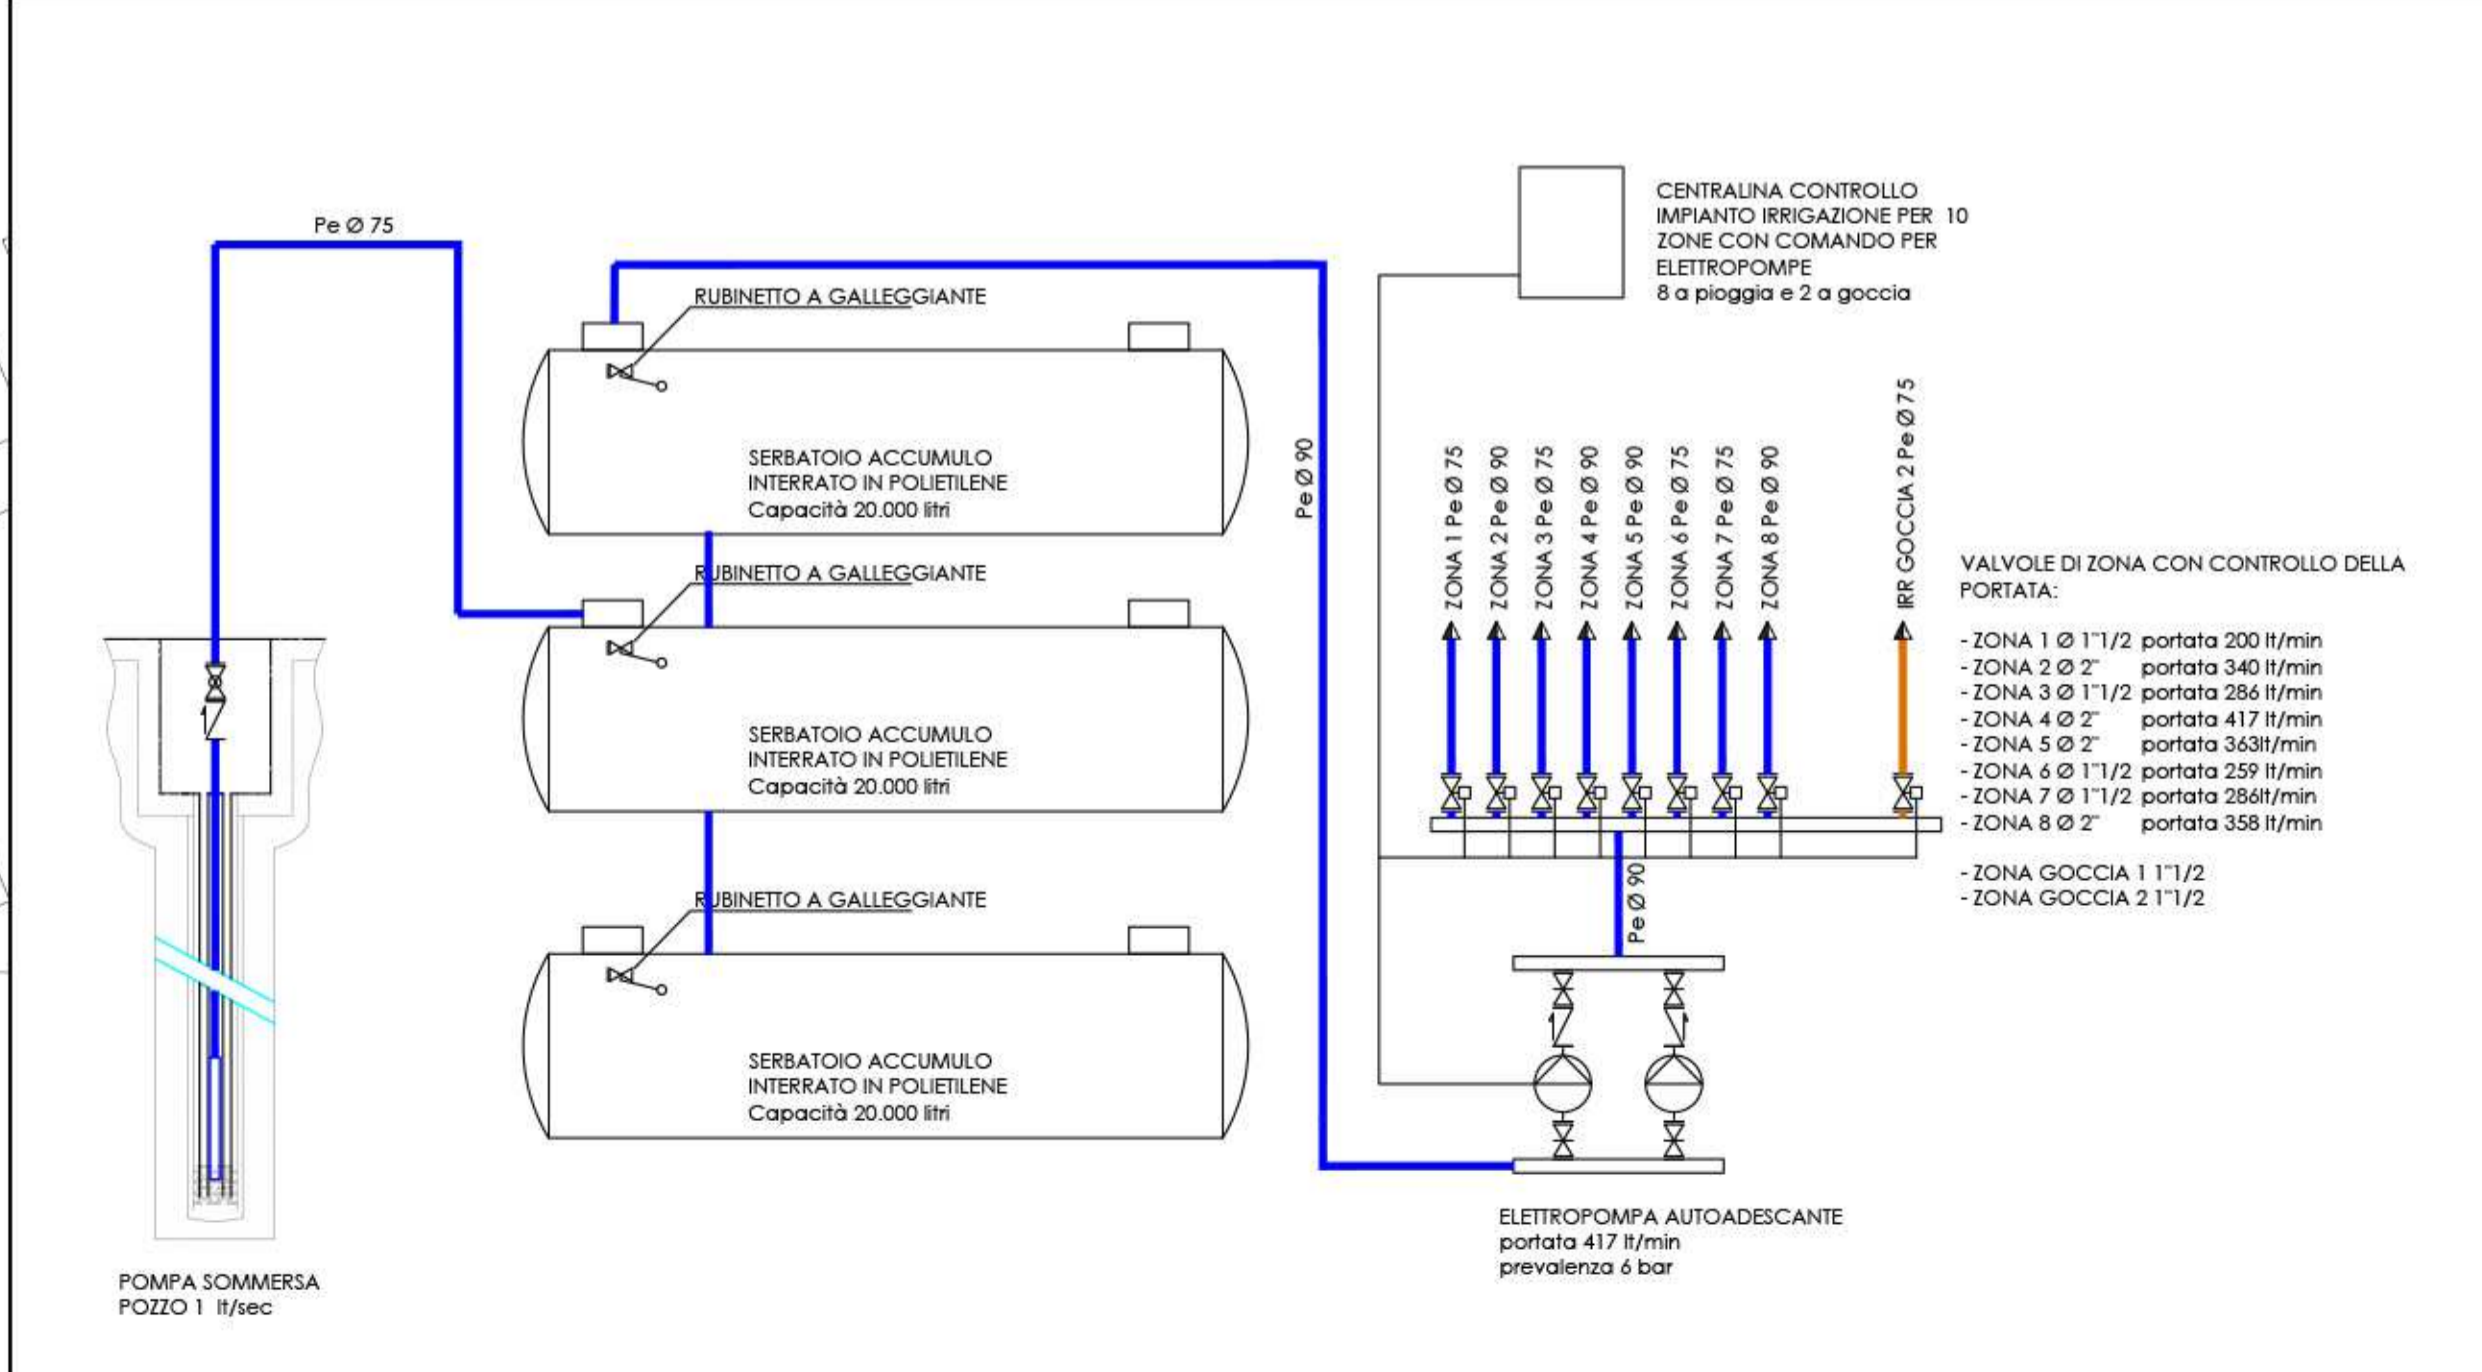 Pe Ø 75
RUBINETTO A GALLEGGIANTE
SERBATOIO ACCUMULO
INTERRATO IN POLIETILENE
Capacità 20.000 litri
RUBINETTO A GALLEGGIANTE
SERBATOIO ACCUMULO
INTERRATO IN POLIETILENE
Capacità 20.000 litri
RUBINETTO A GALLEGGIANTE
SERBATOIO ACCUMULO
INTERRATO IN POLIETILENE
Capacità 20.000 litri
POMPA SOMMERSA
POZZO 1 lt/sec
Pe Ø 90
CENTRALINA CONTROLLO
IMPIANTO IRRIGAZIONE PER 10
ZONE CON COMANDO PER
ELETTROPOMPE
8 a pioggia e 2 a goccia
ZONA 1 Pe Ø 75
ZONA 2 Pe Ø 90
ZONA 3 Pe Ø 75
ZONA 4 Pe Ø 90
ZONA 5 Pe Ø 90
ZONA 6 Pe Ø 75
ZONA 7 Pe Ø 75
ZONA 8 Pe Ø 90
IRR GOCCIA 2 Pe Ø 75
VALVOLE DI ZONA CON CONTROLLO DELLA
PORTATA:
- ZONA 1 Ø 1"1/2 portata 200 lt/min
- ZONA 2 Ø 2" portata 340 lt/min
- ZONA 3 Ø 1"1/2 portata 286 lt/min
- ZONA 4 Ø 2" portata 417 lt/min
- ZONA 5 Ø 2" portata 363lt/min
- ZONA 6 Ø 1"1/2 portata 259 lt/min
- ZONA 7 Ø 1"1/2 portata 286lt/min
- ZONA 8 Ø 2" portata 358 lt/min
- ZONA GOCCIA 1 1"1/2
- ZONA GOCCIA 2 1"1/2
Pe Ø 90
ELETTROPOMPA AUTOADESCANTE
portata 417 lt/min
prevalenza 6 bar